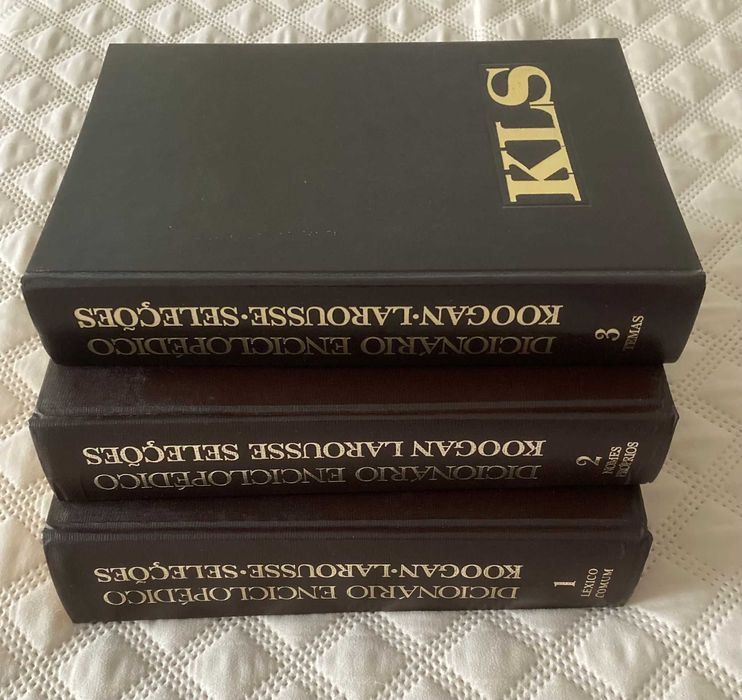 KLS
DICIONÁRIO ENCICLOPÉDICO
KOOGAN·LAROUSSE·SELEÇÕES
3
TEMAS
DICIONÁRIO ENCICLOPÉDICO
KOOGAN LAROUSSE SELEÇÕES
2
NOMES
PRÓPRIOS
DICIONÁRIO ENCICLOPÉDICO
KOOGAN·LAROUSSE·SELEÇÕES
1
LÉXICO
COMUM